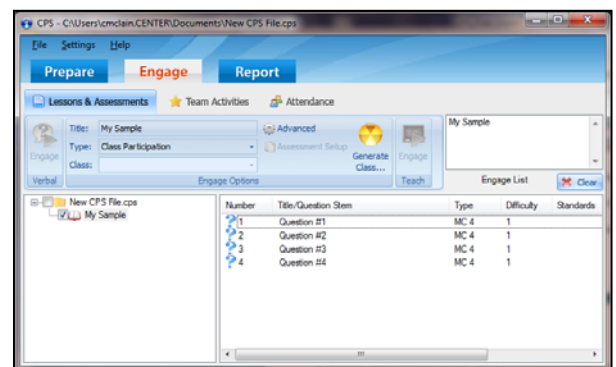 CPS - C:\Users\cmclain.CENTER\Documents\New CPS File.cps
File Settings Help
Prepare Engage Report
Lessons & Assessments Team Activities Attendance
Title: My Sample
Type: Class Participation
Class:
Engage
Verbal
Engage Options
Advanced
Assessment Setup
Generate
Class...
Engage
Teach
My Sample
Engage List
Clear
New CPS File.cps
My Sample
Number Title/Question Stem Type Difficulty Standards
1 Question #1 MC 4 1
2 Question #2 MC 4 1
3 Question #3 MC 4 1
4 Question #4 MC 4 1